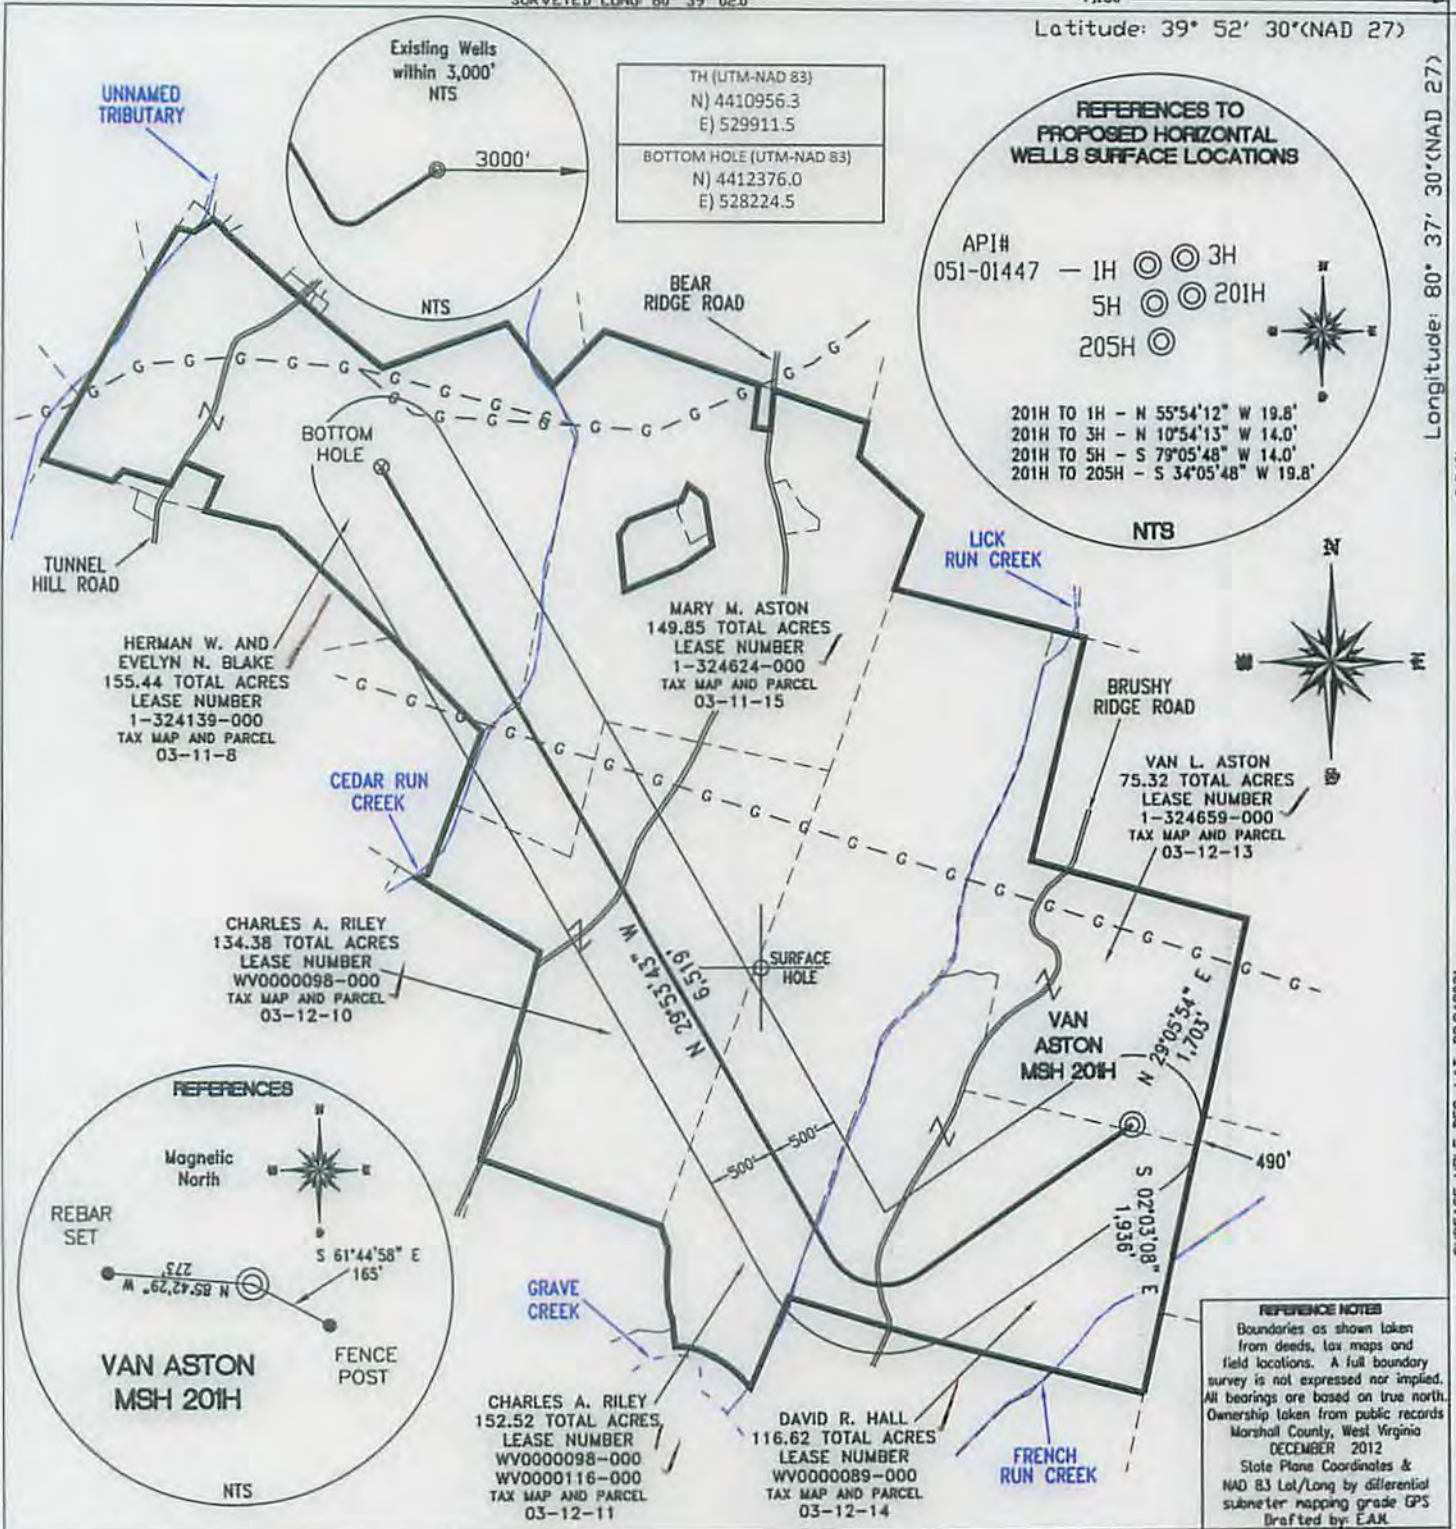 Latitude: 39° 52' 30"(NAD 27)
Longitude: 80° 37' 30"(NAD 27)
Existing Wells
within 3,000'
NTS
3000'
NTS
TH (UTM-NAD 83)
N) 4410956.3
E) 529911.5
BOTTOM HOLE (UTM-NAD 83)
N) 4412376.0
E) 528224.5
REFERENCES TO
PROPOSED HORIZONTAL
WELLS SURFACE LOCATIONS
API#
051-01447 — 1H
3H
5H
201H
205H
201H TO 1H - N 55°54'12" W 19.8'
201H TO 3H - N 10°54'13" W 14.0'
201H TO 5H - S 79°05'48" W 14.0'
201H TO 205H - S 34°05'48" W 19.8'
NTS
UNNAMED
TRIBUTARY
BEAR
RIDGE ROAD
BOTTOM
HOLE
TUNNEL
HILL ROAD
LICK
RUN CREEK
N
HERMAN W. AND
EVELYN N. BLAKE
155.44 TOTAL ACRES
LEASE NUMBER
1-324139-000
TAX MAP AND PARCEL
03-11-8
MARY M. ASTON
149.85 TOTAL ACRES
LEASE NUMBER
1-324624-000
TAX MAP AND PARCEL
03-11-15
BRUSHY
RIDGE ROAD
VAN L. ASTON
75.32 TOTAL ACRES
LEASE NUMBER
1-324659-000
TAX MAP AND PARCEL
03-12-13
CEDAR RUN
CREEK
CHARLES A. RILEY
134.38 TOTAL ACRES
LEASE NUMBER
WV0000098-000
TAX MAP AND PARCEL
03-12-10
N 29°53'43" W
6,519'
SURFACE
HOLE
VAN
ASTON
MSH 201H
N 29°05'54" E
1,703'
500'
500'
490'
S 02°03'08" E
1,936'
REFERENCES
Magnetic
North
REBAR
SET
N 85°42'29" W
273'
S 61°44'58" E
165'
VAN ASTON
MSH 201H
FENCE
POST
NTS
GRAVE
CREEK
CHARLES A. RILEY
152.52 TOTAL ACRES
LEASE NUMBER
WV0000098-000
WV0000116-000
TAX MAP AND PARCEL
03-12-11
DAVID R. HALL
116.62 TOTAL ACRES
LEASE NUMBER
WV0000089-000
TAX MAP AND PARCEL
03-12-14
FRENCH
RUN CREEK
REFERENCE NOTES
Boundaries as shown taken
from deeds, tax maps and
field locations. A full boundary
survey is not expressed nor implied.
All bearings are based on true north.
Ownership taken from public records
Marshall County, West Virginia
DECEMBER 2012
State Plane Coordinates &
NAD 83 Lat/Long by differential
submeter mapping grade GPS
Drafted by: E.A.H.